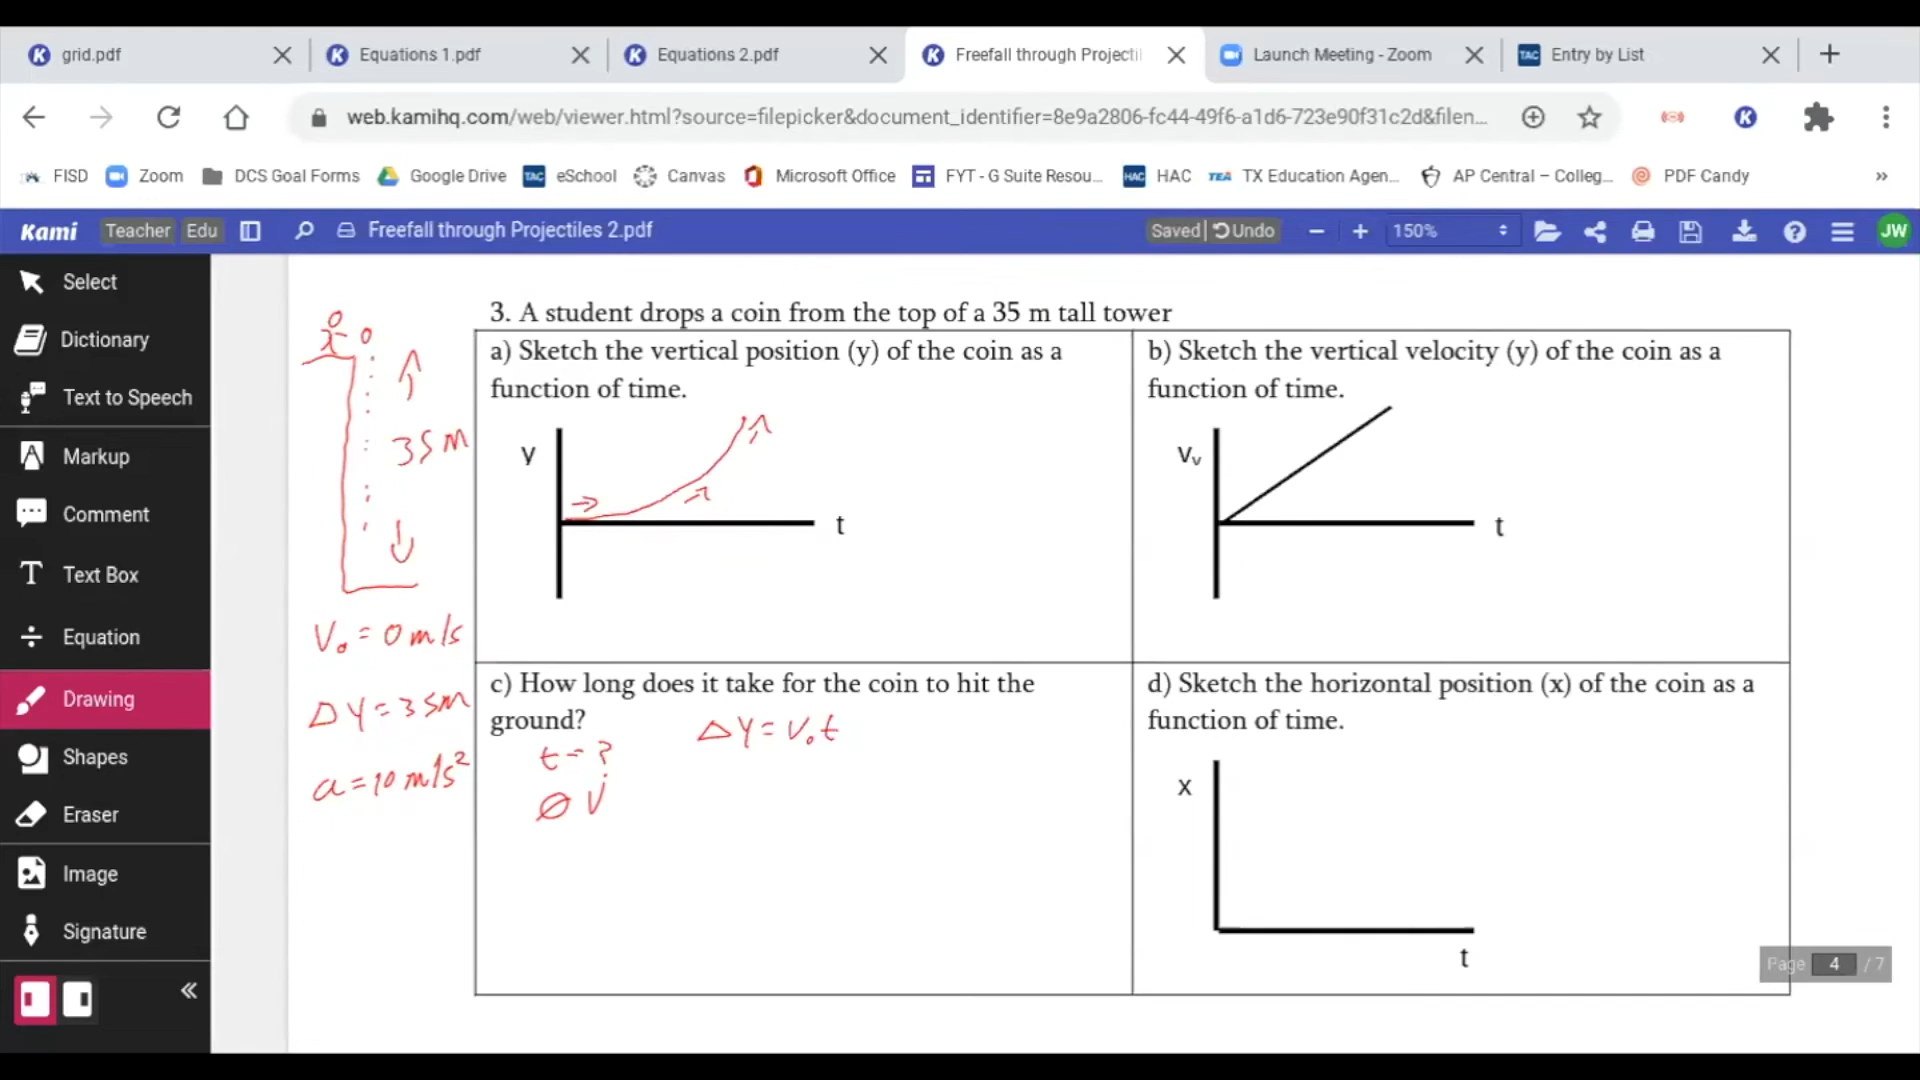 grid.pdf
Equations 1.pdf
Equations 2.pdf
Freefall through Projecti
Launch Meeting - Zoom
TAC Entry by List
web.kamihq.com/web/viewer.html?source=filepicker&document_identifier=8e9a2806-fc44-49f6-a1d6-723e90f31c2d&filen...
FISD
Zoom
DCS Goal Forms
Google Drive
TAC eSchool
Canvas
Microsoft Office
FYT - G Suite Resou...
HAC HAC
TEA TX Education Agen...
AP Central – Colleg...
PDF Candy
»
Kami Teacher Edu
Freefall through Projectiles 2.pdf
Saved | Undo
150%
JW
Select
Dictionary
Text to Speech
Markup
Comment
T Text Box
Equation
Drawing
Shapes
Eraser
Image
Signature
35 m
V₀ = 0 m/s
Δy = 35m
a = 10 m/s²
3. A student drops a coin from the top of a 35 m tall tower
a) Sketch the vertical position (y) of the coin as a
function of time.
y
t
b) Sketch the vertical velocity (y) of the coin as a
function of time.
Vᵥ
t
c) How long does it take for the coin to hit the
ground?
Δy = v₀t
t = ?
∅ V
d) Sketch the horizontal position (x) of the coin as a
function of time.
x
t
Page 4 / 7